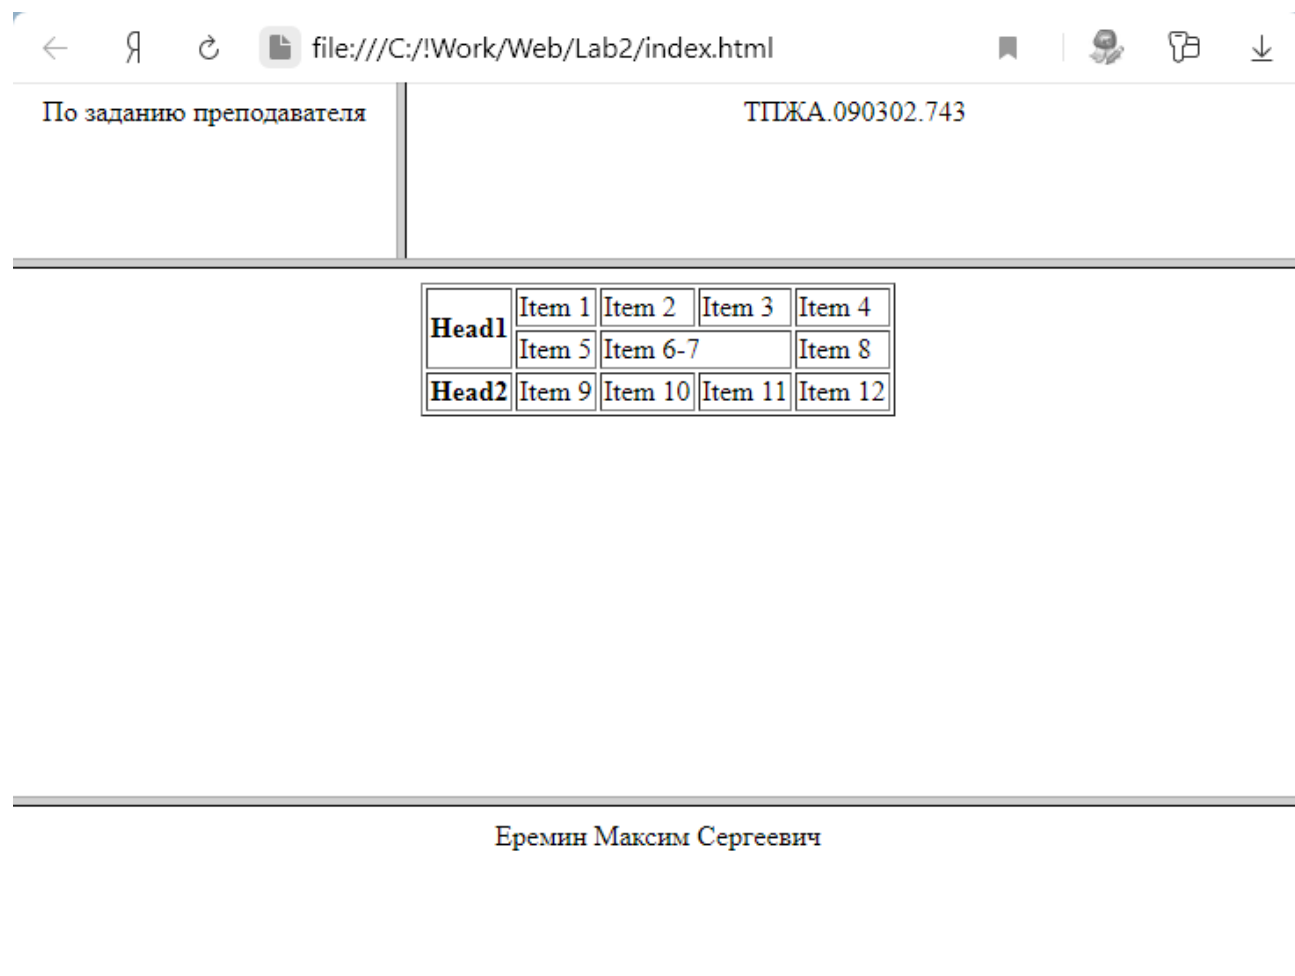 Я file:///C:/!Work/Web/Lab2/index.html
По заданию преподавателя
ТПЖА.090302.743
Head1 Item 1 Item 2 Item 3 Item 4
Item 5 Item 6-7 Item 8
Head2 Item 9 Item 10 Item 11 Item 12
Еремин Максим Сергеевич